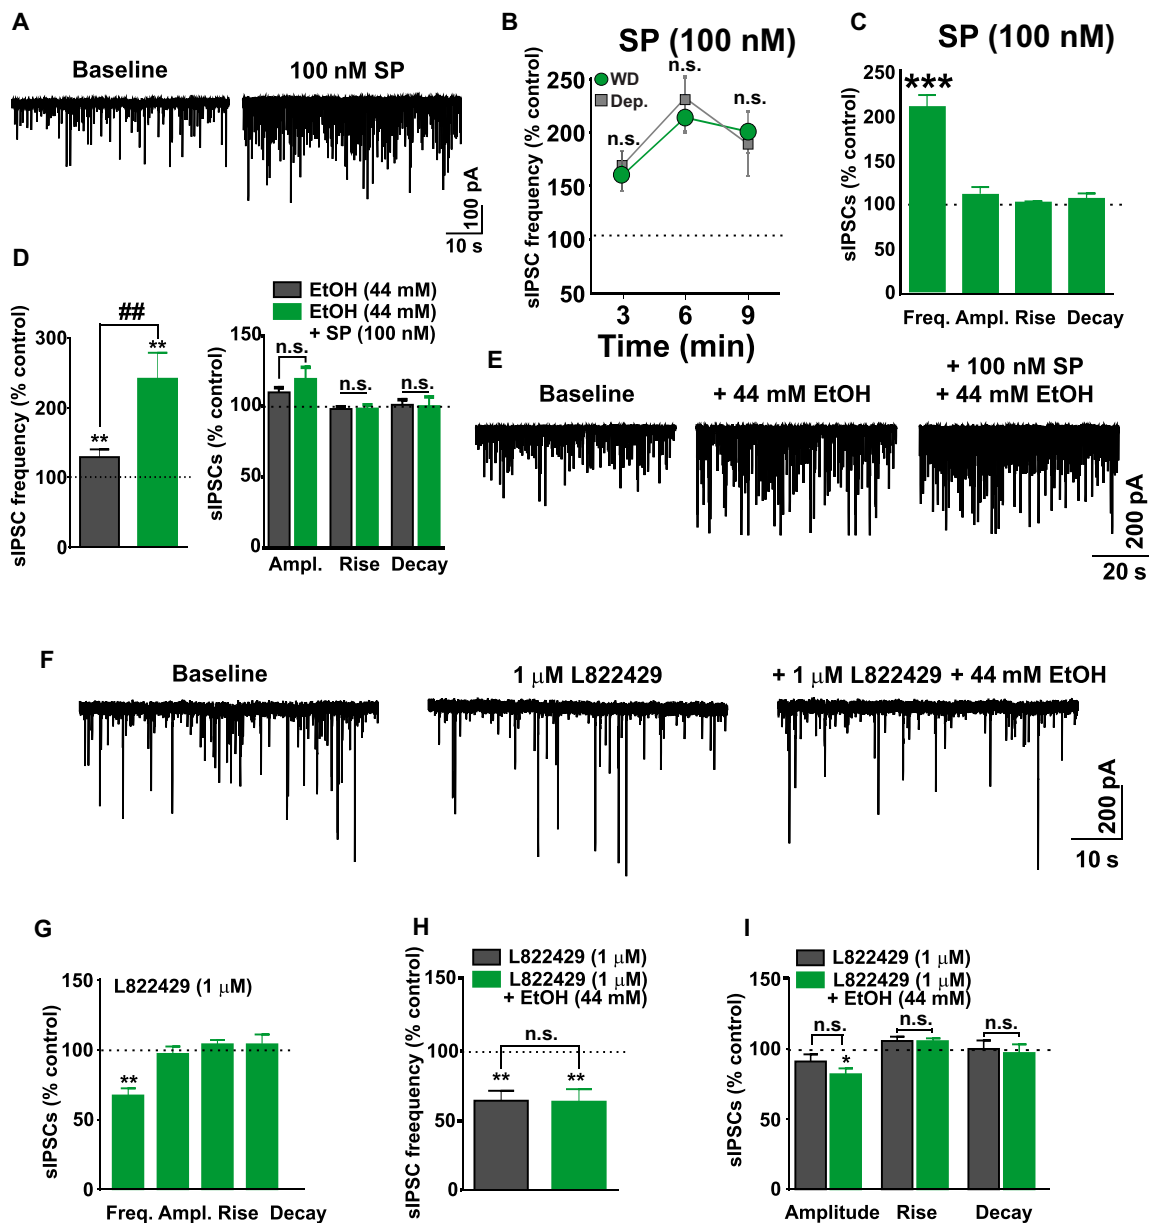 A
Baseline
100 nM SP
100 pA
10 s
B
SP (100 nM)
sIPSC frequency (% control)
250
200
150
100
50
WD
Dep.
n.s.
n.s.
n.s.
3 6 9
Time (min)
C
SP (100 nM)
sIPSCs (% control)
250
200
150
100
50
0
***
Freq. Ampl. Rise Decay
D
sIPSC frequency (% control)
300
200
100
0
##
**
**
EtOH (44 mM)
EtOH (44 mM)
+ SP (100 nM)
sIPSCs (% control)
150
100
50
0
n.s.
n.s.
n.s.
Ampl. Rise Decay
E
Baseline
+ 44 mM EtOH
+ 100 nM SP
+ 44 mM EtOH
200 pA
20 s
F
Baseline
1 μM L822429
+ 1 μM L822429 + 44 mM EtOH
200 pA
10 s
G
L822429 (1 μM)
sIPSCs (% control)
150
100
50
0
**
Freq. Ampl. Rise Decay
H
L822429 (1 μM)
L822429 (1 μM)
+ EtOH (44 mM)
sIPSC freequency (% control)
150
100
50
0
n.s.
**
**
I
L822429 (1 μM)
L822429 (1 μM)
+ EtOH (44 mM)
sIPSCs (% control)
150
100
50
0
n.s.
n.s.
n.s.
*
Amplitude Rise Decay